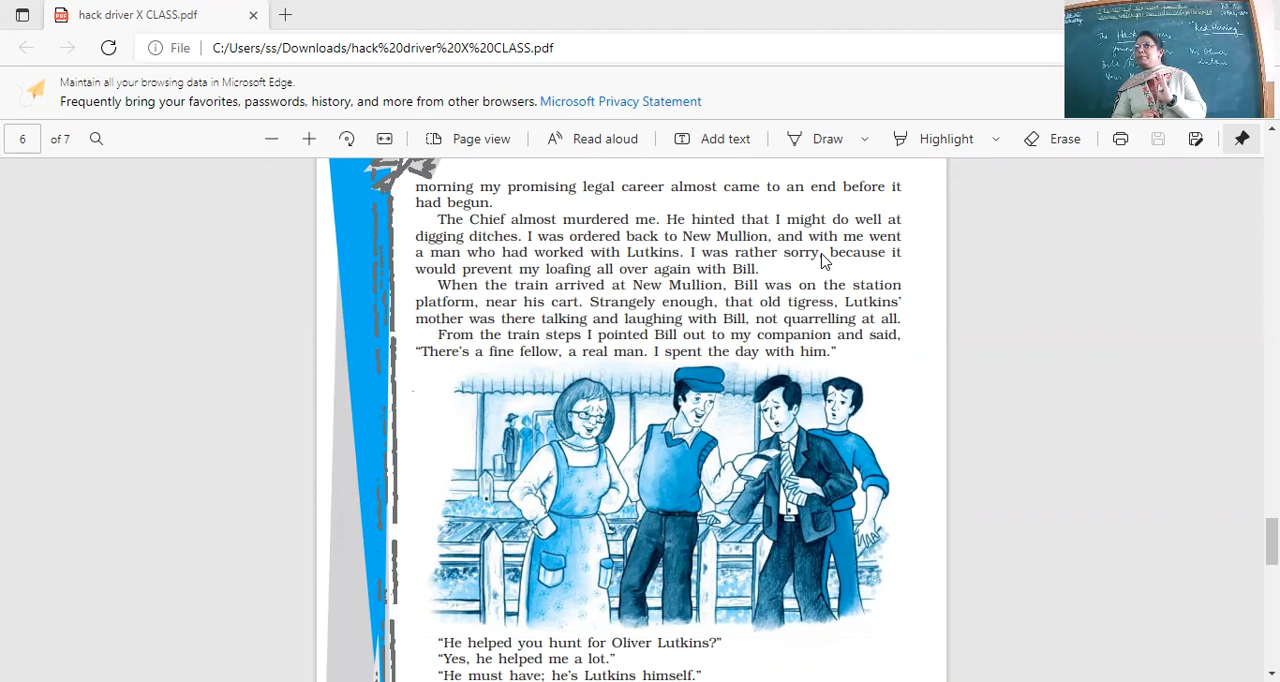 hack driver X CLASS.pdf
File
C:/Users/ss/Downloads/hack%20driver%20X%20CLASS.pdf
Maintain all your browsing data in Microsoft Edge.
Frequently bring your favorites, passwords, history, and more from other browsers. Microsoft Privacy Statement
6 of 7
Page view
Read aloud
Add text
Draw
Highlight
Erase
"Red Herring"
The Hack
morning my promising legal career almost came to an end before it
had begun.
The Chief almost murdered me. He hinted that I might do well at
digging ditches. I was ordered back to New Mullion, and with me went
a man who had worked with Lutkins. I was rather sorry, because it
would prevent my loafing all over again with Bill.
When the train arrived at New Mullion, Bill was on the station
platform, near his cart. Strangely enough, that old tigress, Lutkins'
mother was there talking and laughing with Bill, not quarrelling at all.
From the train steps I pointed Bill out to my companion and said,
“There's a fine fellow, a real man. I spent the day with him.”
“He helped you hunt for Oliver Lutkins?”
“Yes, he helped me a lot.”
“He must have; he's Lutkins himself.”